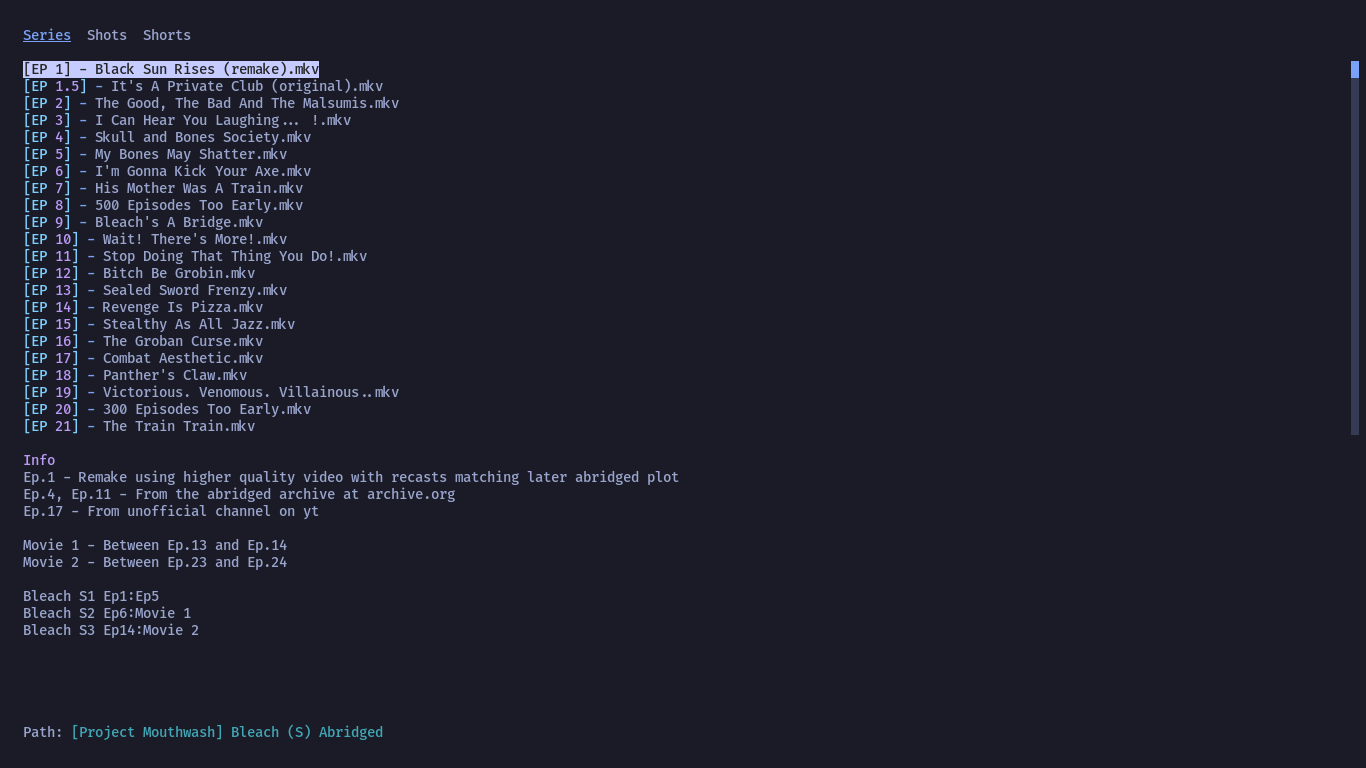 Series Shots Shorts
[EP 1] - Black Sun Rises (remake).mkv
[EP 1.5] - It's A Private Club (original).mkv
[EP 2] - The Good, The Bad And The Malsumis.mkv
[EP 3] - I Can Hear You Laughing... !.mkv
[EP 4] - Skull and Bones Society.mkv
[EP 5] - My Bones May Shatter.mkv
[EP 6] - I'm Gonna Kick Your Axe.mkv
[EP 7] - His Mother Was A Train.mkv
[EP 8] - 500 Episodes Too Early.mkv
[EP 9] - Bleach's A Bridge.mkv
[EP 10] - Wait! There's More!.mkv
[EP 11] - Stop Doing That Thing You Do!.mkv
[EP 12] - Bitch Be Grobin.mkv
[EP 13] - Sealed Sword Frenzy.mkv
[EP 14] - Revenge Is Pizza.mkv
[EP 15] - Stealthy As All Jazz.mkv
[EP 16] - The Groban Curse.mkv
[EP 17] - Combat Aesthetic.mkv
[EP 18] - Panther's Claw.mkv
[EP 19] - Victorious. Venomous. Villainous..mkv
[EP 20] - 300 Episodes Too Early.mkv
[EP 21] - The Train Train.mkv
Info
Ep.1 - Remake using higher quality video with recasts matching later abridged plot
Ep.4, Ep.11 - From the abridged archive at archive.org
Ep.17 - From unofficial channel on yt
Movie 1 - Between Ep.13 and Ep.14
Movie 2 - Between Ep.23 and Ep.24
Bleach S1 Ep1:Ep5
Bleach S2 Ep6:Movie 1
Bleach S3 Ep14:Movie 2
Path: [Project Mouthwash] Bleach (S) Abridged